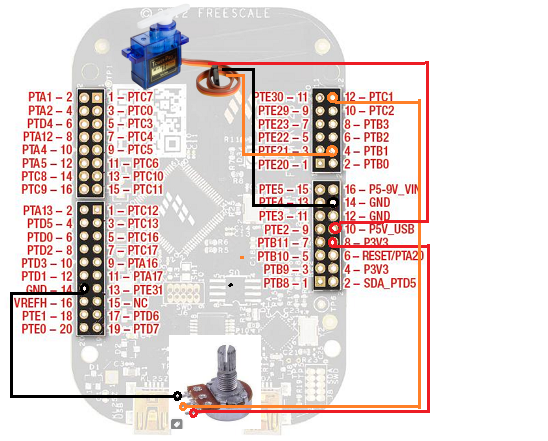 © 2012 FREESCALE
PTA1 – 2 1 – PTC7 PTE30 – 11 12 – PTC1
PTA2 – 4 3 – PTC0 PTE29 – 9 10 – PTC2
PTD4 – 6 5 – PTC3 PTE23 – 7 8 – PTB3
PTA12 – 8 7 – PTC4 PTE22 – 5 6 – PTB2
PTA4 – 10 9 – PTC5 PTE21 – 3 4 – PTB1
PTA5 – 12 11 – PTC6 PTE20 – 1 2 – PTB0
PTC8 – 14 13 – PTC10
PTC9 – 16 15 – PTC11
PTE5 – 15 16 – P5-9V_VIN
PTE4 – 13 14 – GND
PTA13 – 2 1 – PTC12 PTE3 – 11 12 – GND
PTD5 – 4 3 – PTC13 PTE2 – 9 10 – P5V_USB
PTD0 – 6 5 – PTC16 PTB11 – 7 8 – P3V3
PTD2 – 8 7 – PTC17 PTB10 – 5 6 – RESET/PTA20
PTD3 – 10 9 – PTA16 PTB9 – 3 4 – P3V3
PTD1 – 12 11 – PTA17 PTB8 – 1 2 – SDA_PTD5
GND – 14 13 – PTE31
VREFH – 16 15 – NC
PTE1 – 18 17 – PTD6
PTE0 – 20 19 – PTD7